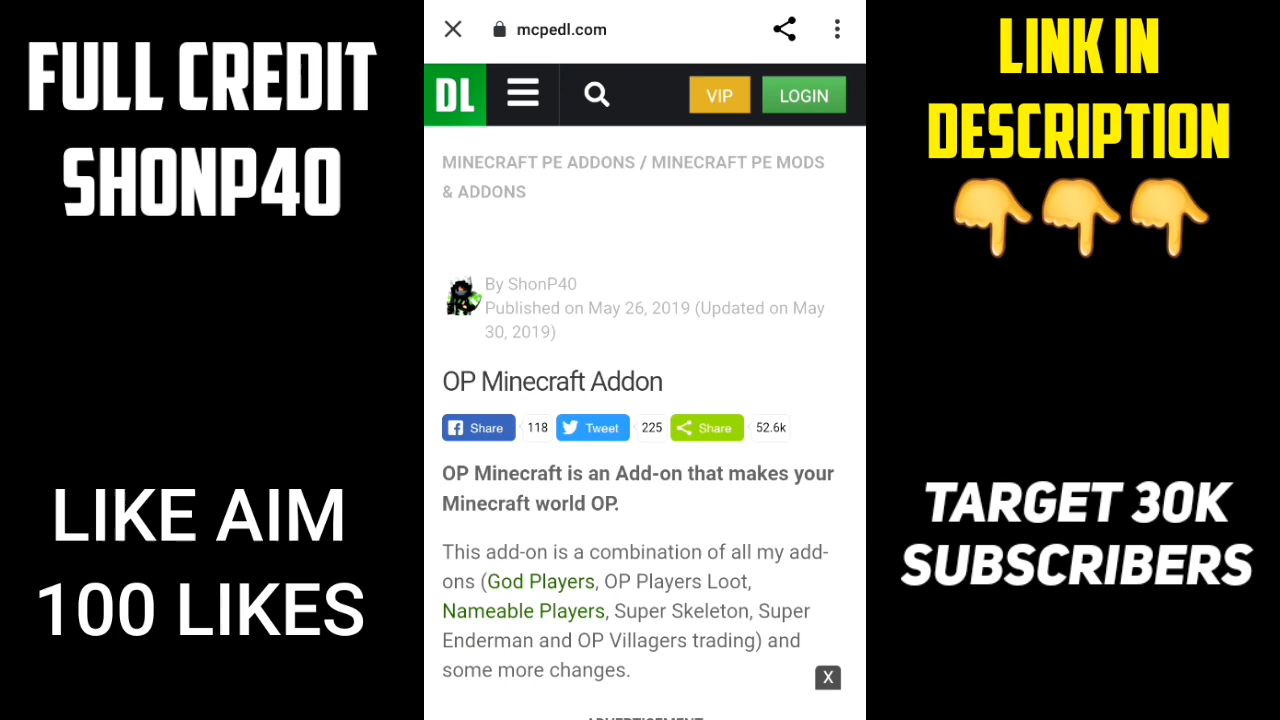 FULL CREDIT
SHONP40
LIKE AIM
100 LIKES
mcpedl.com
DL
VIP
LOGIN
MINECRAFT PE ADDONS / MINECRAFT PE MODS
& ADDONS
By ShonP40
Published on May 26, 2019 (Updated on May
30, 2019)
OP Minecraft Addon
Share 118 Tweet 225 Share 52.6k
OP Minecraft is an Add-on that makes your
Minecraft world OP.
This add-on is a combination of all my add-
ons (God Players, OP Players Loot,
Nameable Players, Super Skeleton, Super
Enderman and OP Villagers trading) and
some more changes.
X
ADVERTISEMENT
LINK IN
DESCRIPTION
TARGET 30K
SUBSCRIBERS